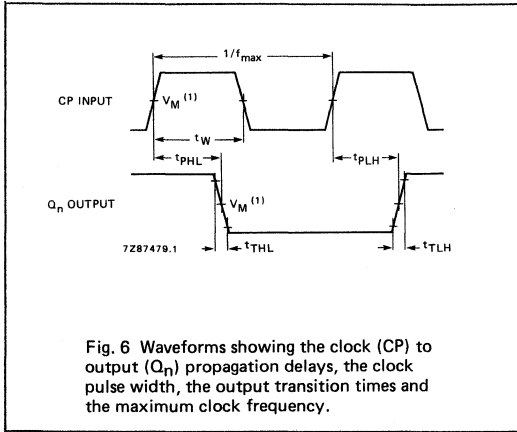 1/fmax
CP INPUT
VM (1)
tW
tPHL
tPLH
Qn OUTPUT
VM (1)
7Z87479.1
tTHL
tTLH
Fig. 6 Waveforms showing the clock (CP) to
output (Qn) propagation delays, the clock
pulse width, the output transition times and
the maximum clock frequency.